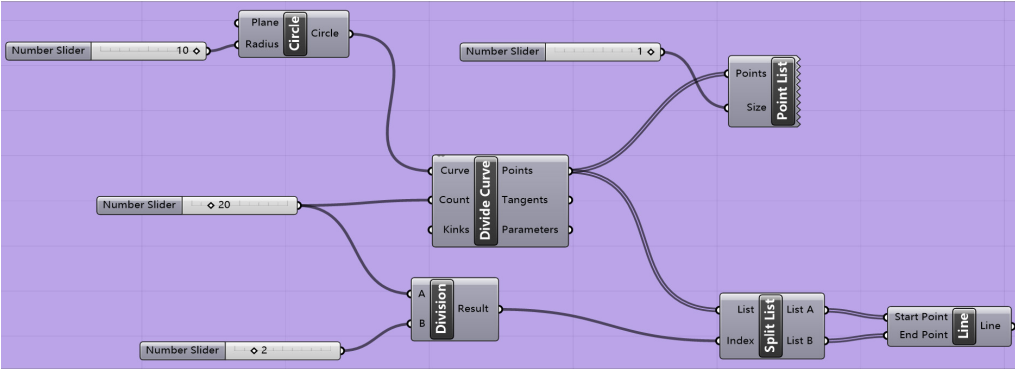 Number Slider 10
Plane
Radius
Circle
Circle
Number Slider 1
Points
Size
Point List
Curve
Count
Kinks
Divide Curve
Points
Tangents
Parameters
Number Slider 20
A
B
Division
Result
Number Slider 2
List
Index
Split List
List A
List B
Start Point
End Point
Line
Line